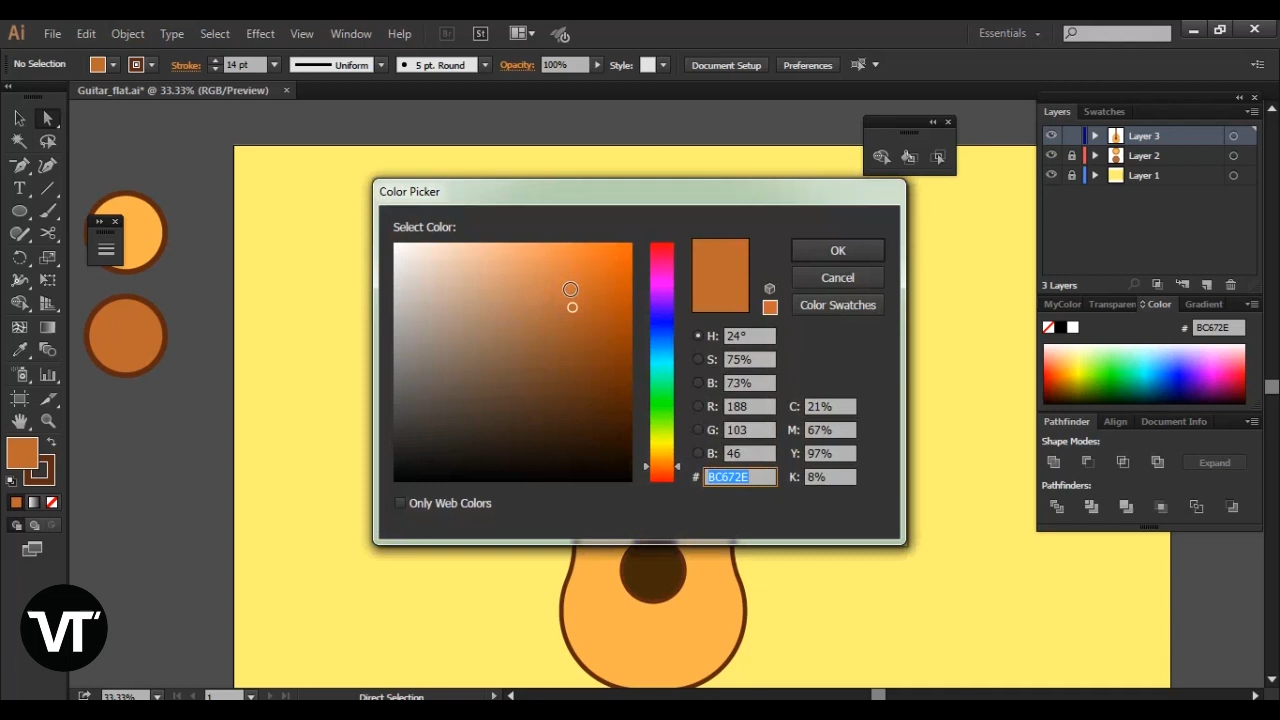 Ai File Edit Object Type Select Effect View Window Help Br St Essentials
No Selection Stroke: 14 pt Uniform 5 pt. Round Opacity: 100% Style: Document Setup Preferences
Guitar_flat.ai* @ 33.33% (RGB/Preview)
Layers Swatches
Layer 3
Layer 2
Layer 1
3 Layers
Color Picker
Select Color:
OK
Cancel
Color Swatches
H: 24°
S: 75%
B: 73%
R: 188 C: 21%
G: 103 M: 67%
B: 46 Y: 97%
# BC672E K: 8%
Only Web Colors
MyColor Transparen Color Gradient
# BC672E
Pathfinder Align Document Info
Shape Modes:
Expand
Pathfinders:
VT
33.33% 1 Direct Selection